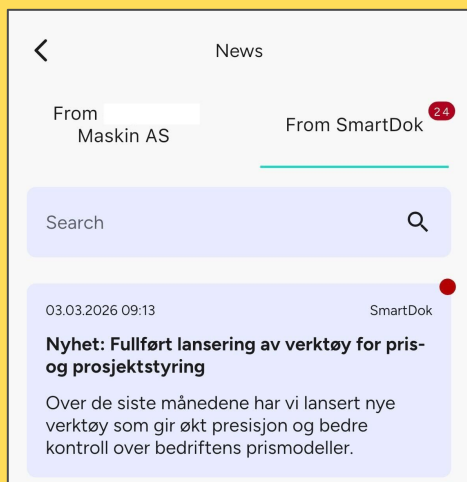 News
From
Maskin AS
From SmartDok
24
Search
03.03.2026 09:13
SmartDok
Nyhet: Fullført lansering av verktøy for pris-
og prosjektstyring
Over de siste månedene har vi lansert nye
verktøy som gir økt presisjon og bedre
kontroll over bedriftens prismodeller.